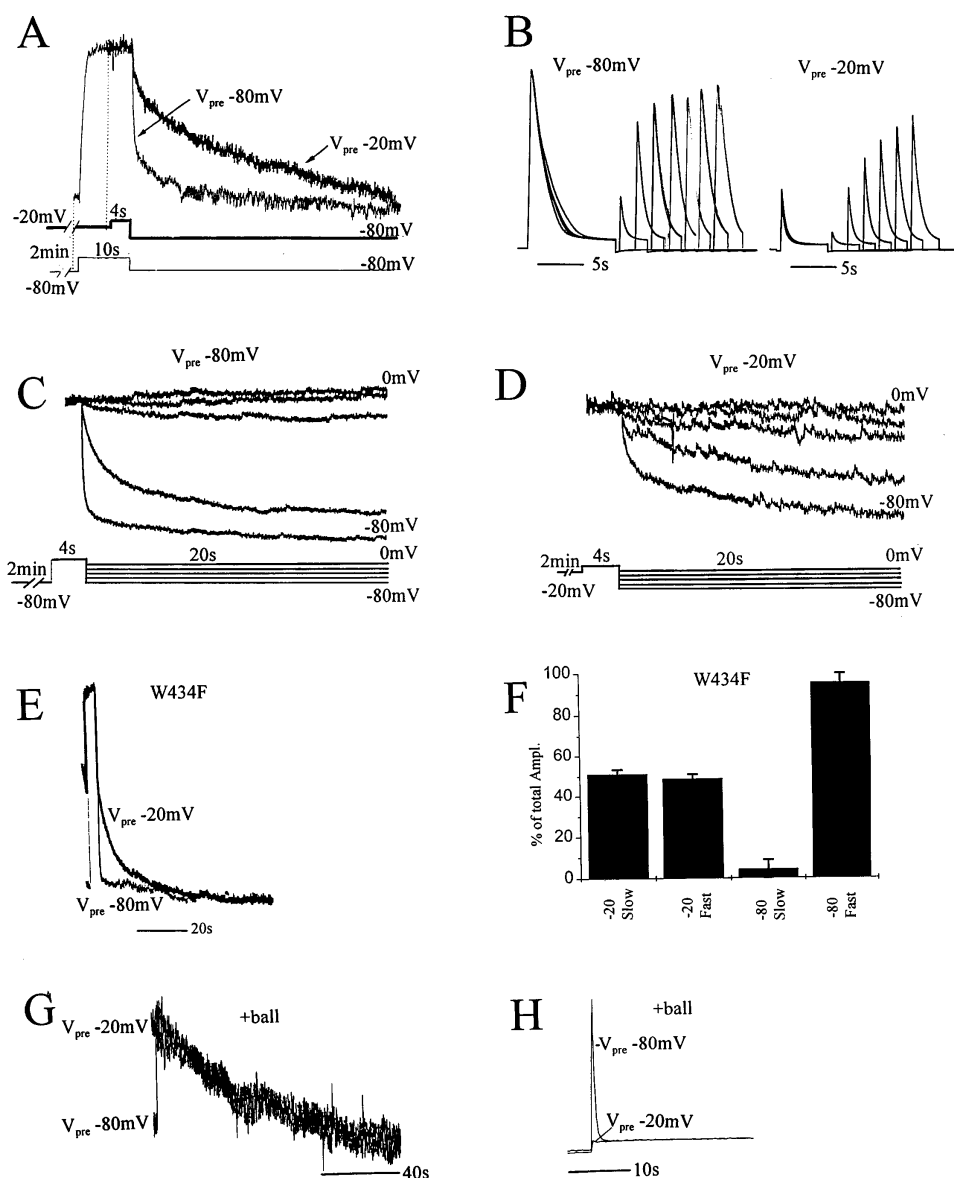 A
V_pre -80mV
V_pre -20mV
-20mV
4s
-80mV
2min
10s
-80mV
-80mV
B
V_pre -80mV
V_pre -20mV
5s
5s
C
V_pre -80mV
0mV
-80mV
4s
20s
0mV
2min
-80mV
-80mV
D
V_pre -20mV
0mV
-80mV
4s
20s
0mV
2min
-20mV
-80mV
E
W434F
V_pre -20mV
V_pre -80mV
20s
F
W434F
% of total Ampl.
100
80
60
40
20
0
-20 Slow
-20 Fast
-80 Slow
-80 Fast
G
+ball
V_pre -20mV
V_pre -80mV
40s
H
+ball
V_pre -80mV
V_pre -20mV
10s